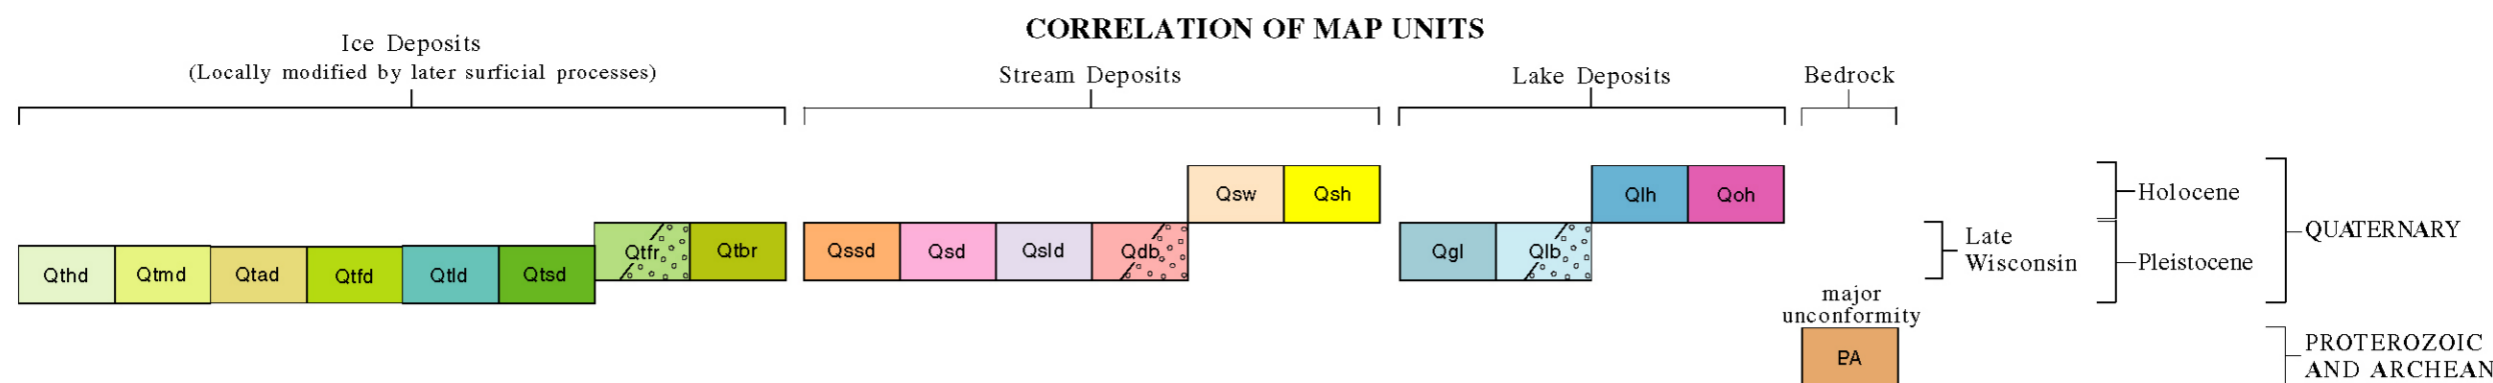 CORRELATION OF MAP UNITS
Ice Deposits
(Locally modified by later surficial processes)
Stream Deposits
Lake Deposits
Bedrock
Qthd
Qtmd
Qtad
Qtfd
Qtld
Qtsd
Qtfr
Qtbr
Qssd
Qsd
Qsld
Qdb
Qsw
Qsh
Qgl
Qlb
Qlh
Qoh
major
unconformity
PA
Late
Wisconsin
Holocene
Pleistocene
QUATERNARY
PROTEROZOIC
AND ARCHEAN